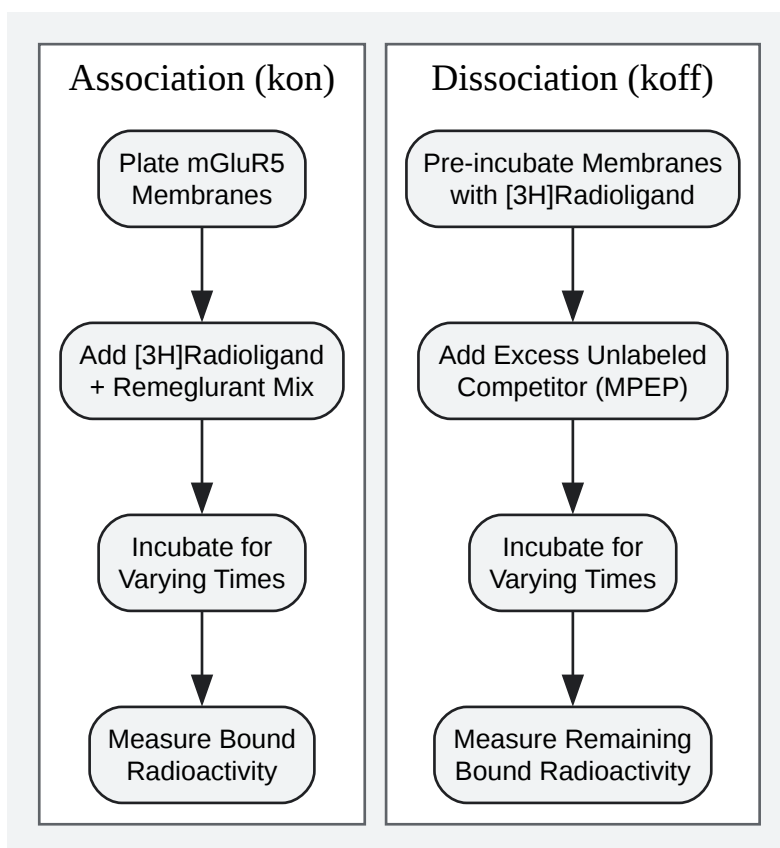 Association (kon)
Plate mGluR5
Membranes
Add [3H]Radioligand
+ Remeglurant Mix
Incubate for
Varying Times
Measure Bound
Radioactivity
Dissociation (koff)
Pre-incubate Membranes
with [3H]Radioligand
Add Excess Unlabeled
Competitor (MPEP)
Incubate for
Varying Times
Measure Remaining
Bound Radioactivity